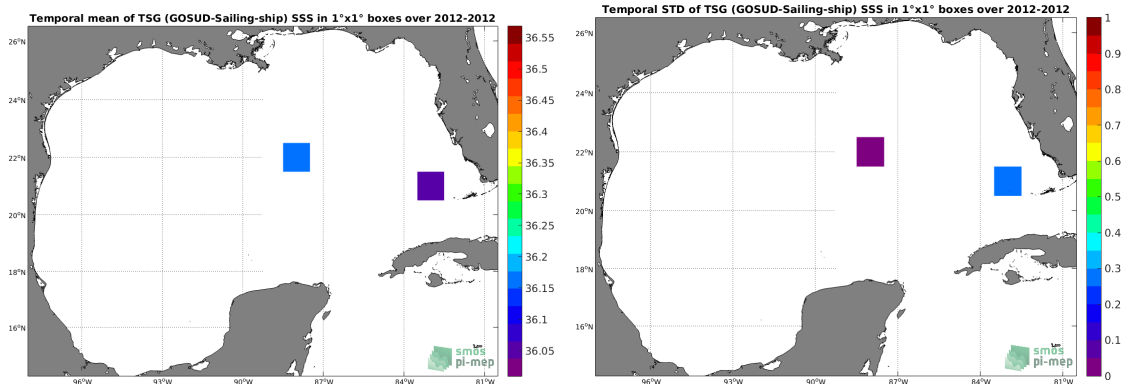 Temporal mean of TSG (GOSUD-Sailing-ship) SSS in 1°x1° boxes over 2012-2012
26°N
24°N
22°N
20°N
18°N
16°N
96°W
93°W
90°W
87°W
84°W
81°W
36.55
36.5
36.45
36.4
36.35
36.3
36.25
36.2
36.15
36.1
36.05
smos
pi-mep
Temporal STD of TSG (GOSUD-Sailing-ship) SSS in 1°x1° boxes over 2012-2012
26°N
24°N
22°N
20°N
18°N
16°N
96°W
93°W
90°W
87°W
84°W
81°W
1
0.9
0.8
0.7
0.6
0.5
0.4
0.3
0.2
0.1
0
smos
pi-mep